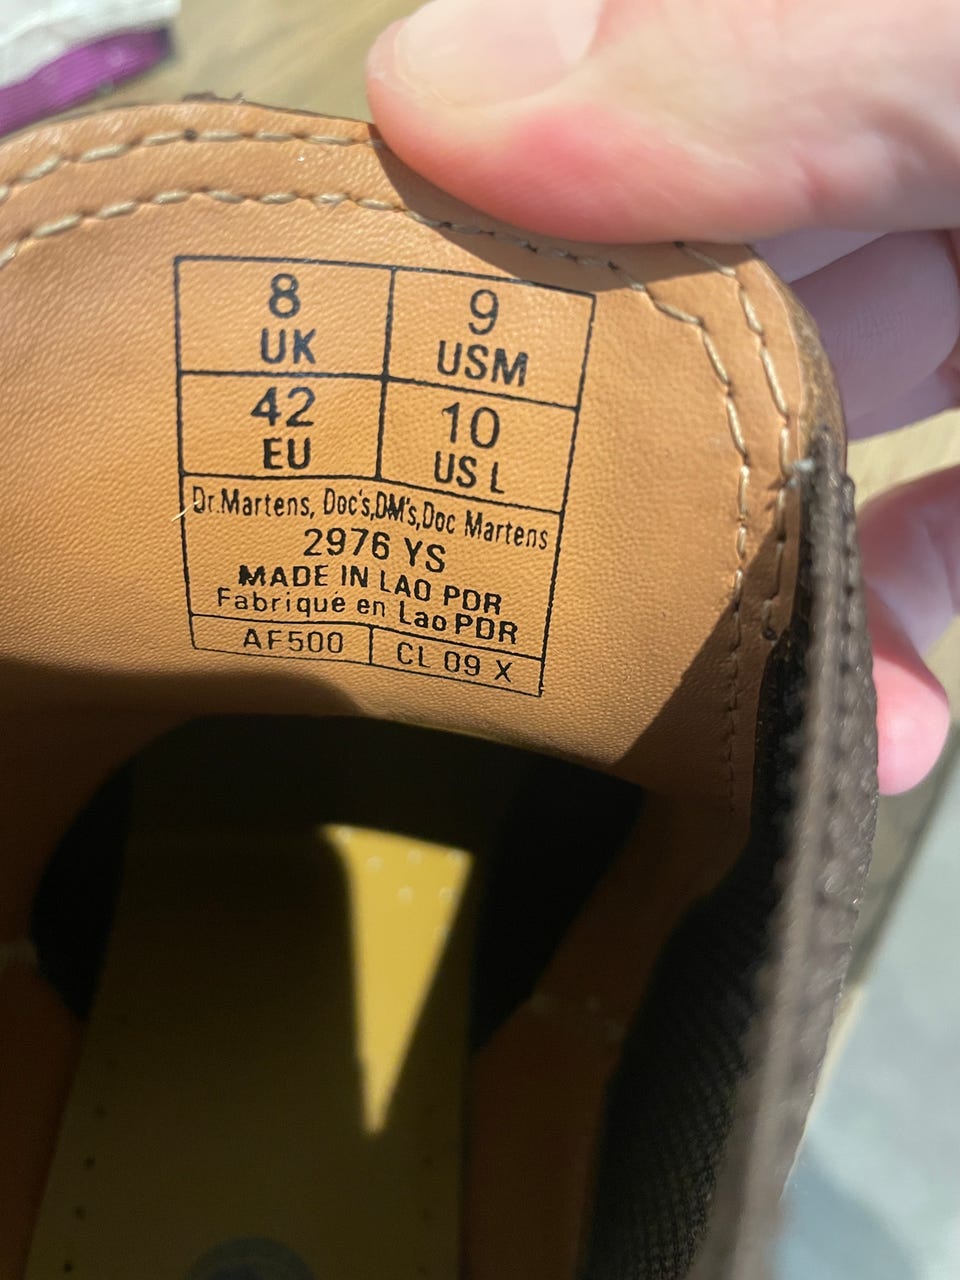 8
UK
9
USM
42
EU
10
US L
Dr.Martens, Doc's,DM's,Doc Martens
2976 YS
MADE IN LAO PDR
Fabriqué en Lao PDR
AF500
CL 09 X